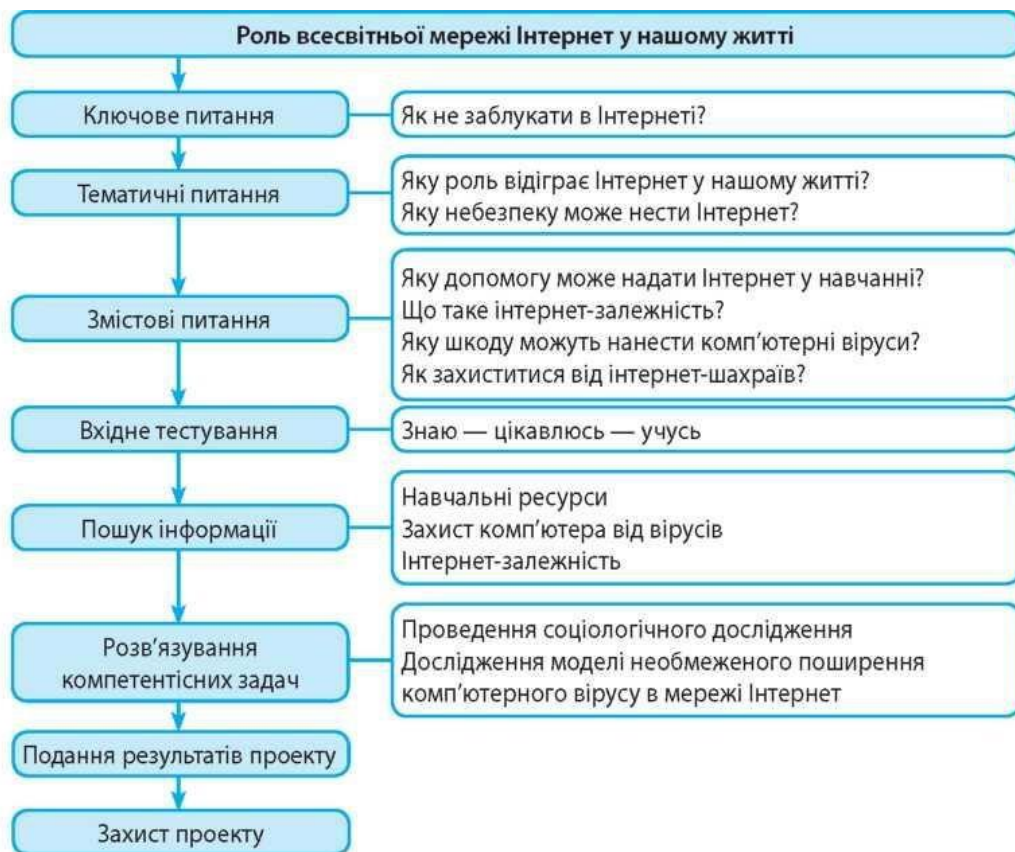 Роль всесвітньої мережі Інтернет у нашому житті
Ключове питання
Як не заблукати в Інтернеті?
Тематичні питання
Яку роль відіграє Інтернет у нашому житті?
Яку небезпеку може нести Інтернет?
Змістові питання
Яку допомогу може надати Інтернет у навчанні?
Що таке інтернет-залежність?
Яку шкоду можуть нанести комп’ютерні віруси?
Як захиститися від інтернет-шахраїв?
Вхідне тестування
Знаю — цікавлюсь — учусь
Пошук інформації
Навчальні ресурси
Захист комп’ютера від вірусів
Інтернет-залежність
Розв’язування
компетентісних задач
Проведення соціологічного дослідження
Дослідження моделі необмеженого поширення
комп’ютерного вірусу в мережі Інтернет
Подання результатів проекту
Захист проекту